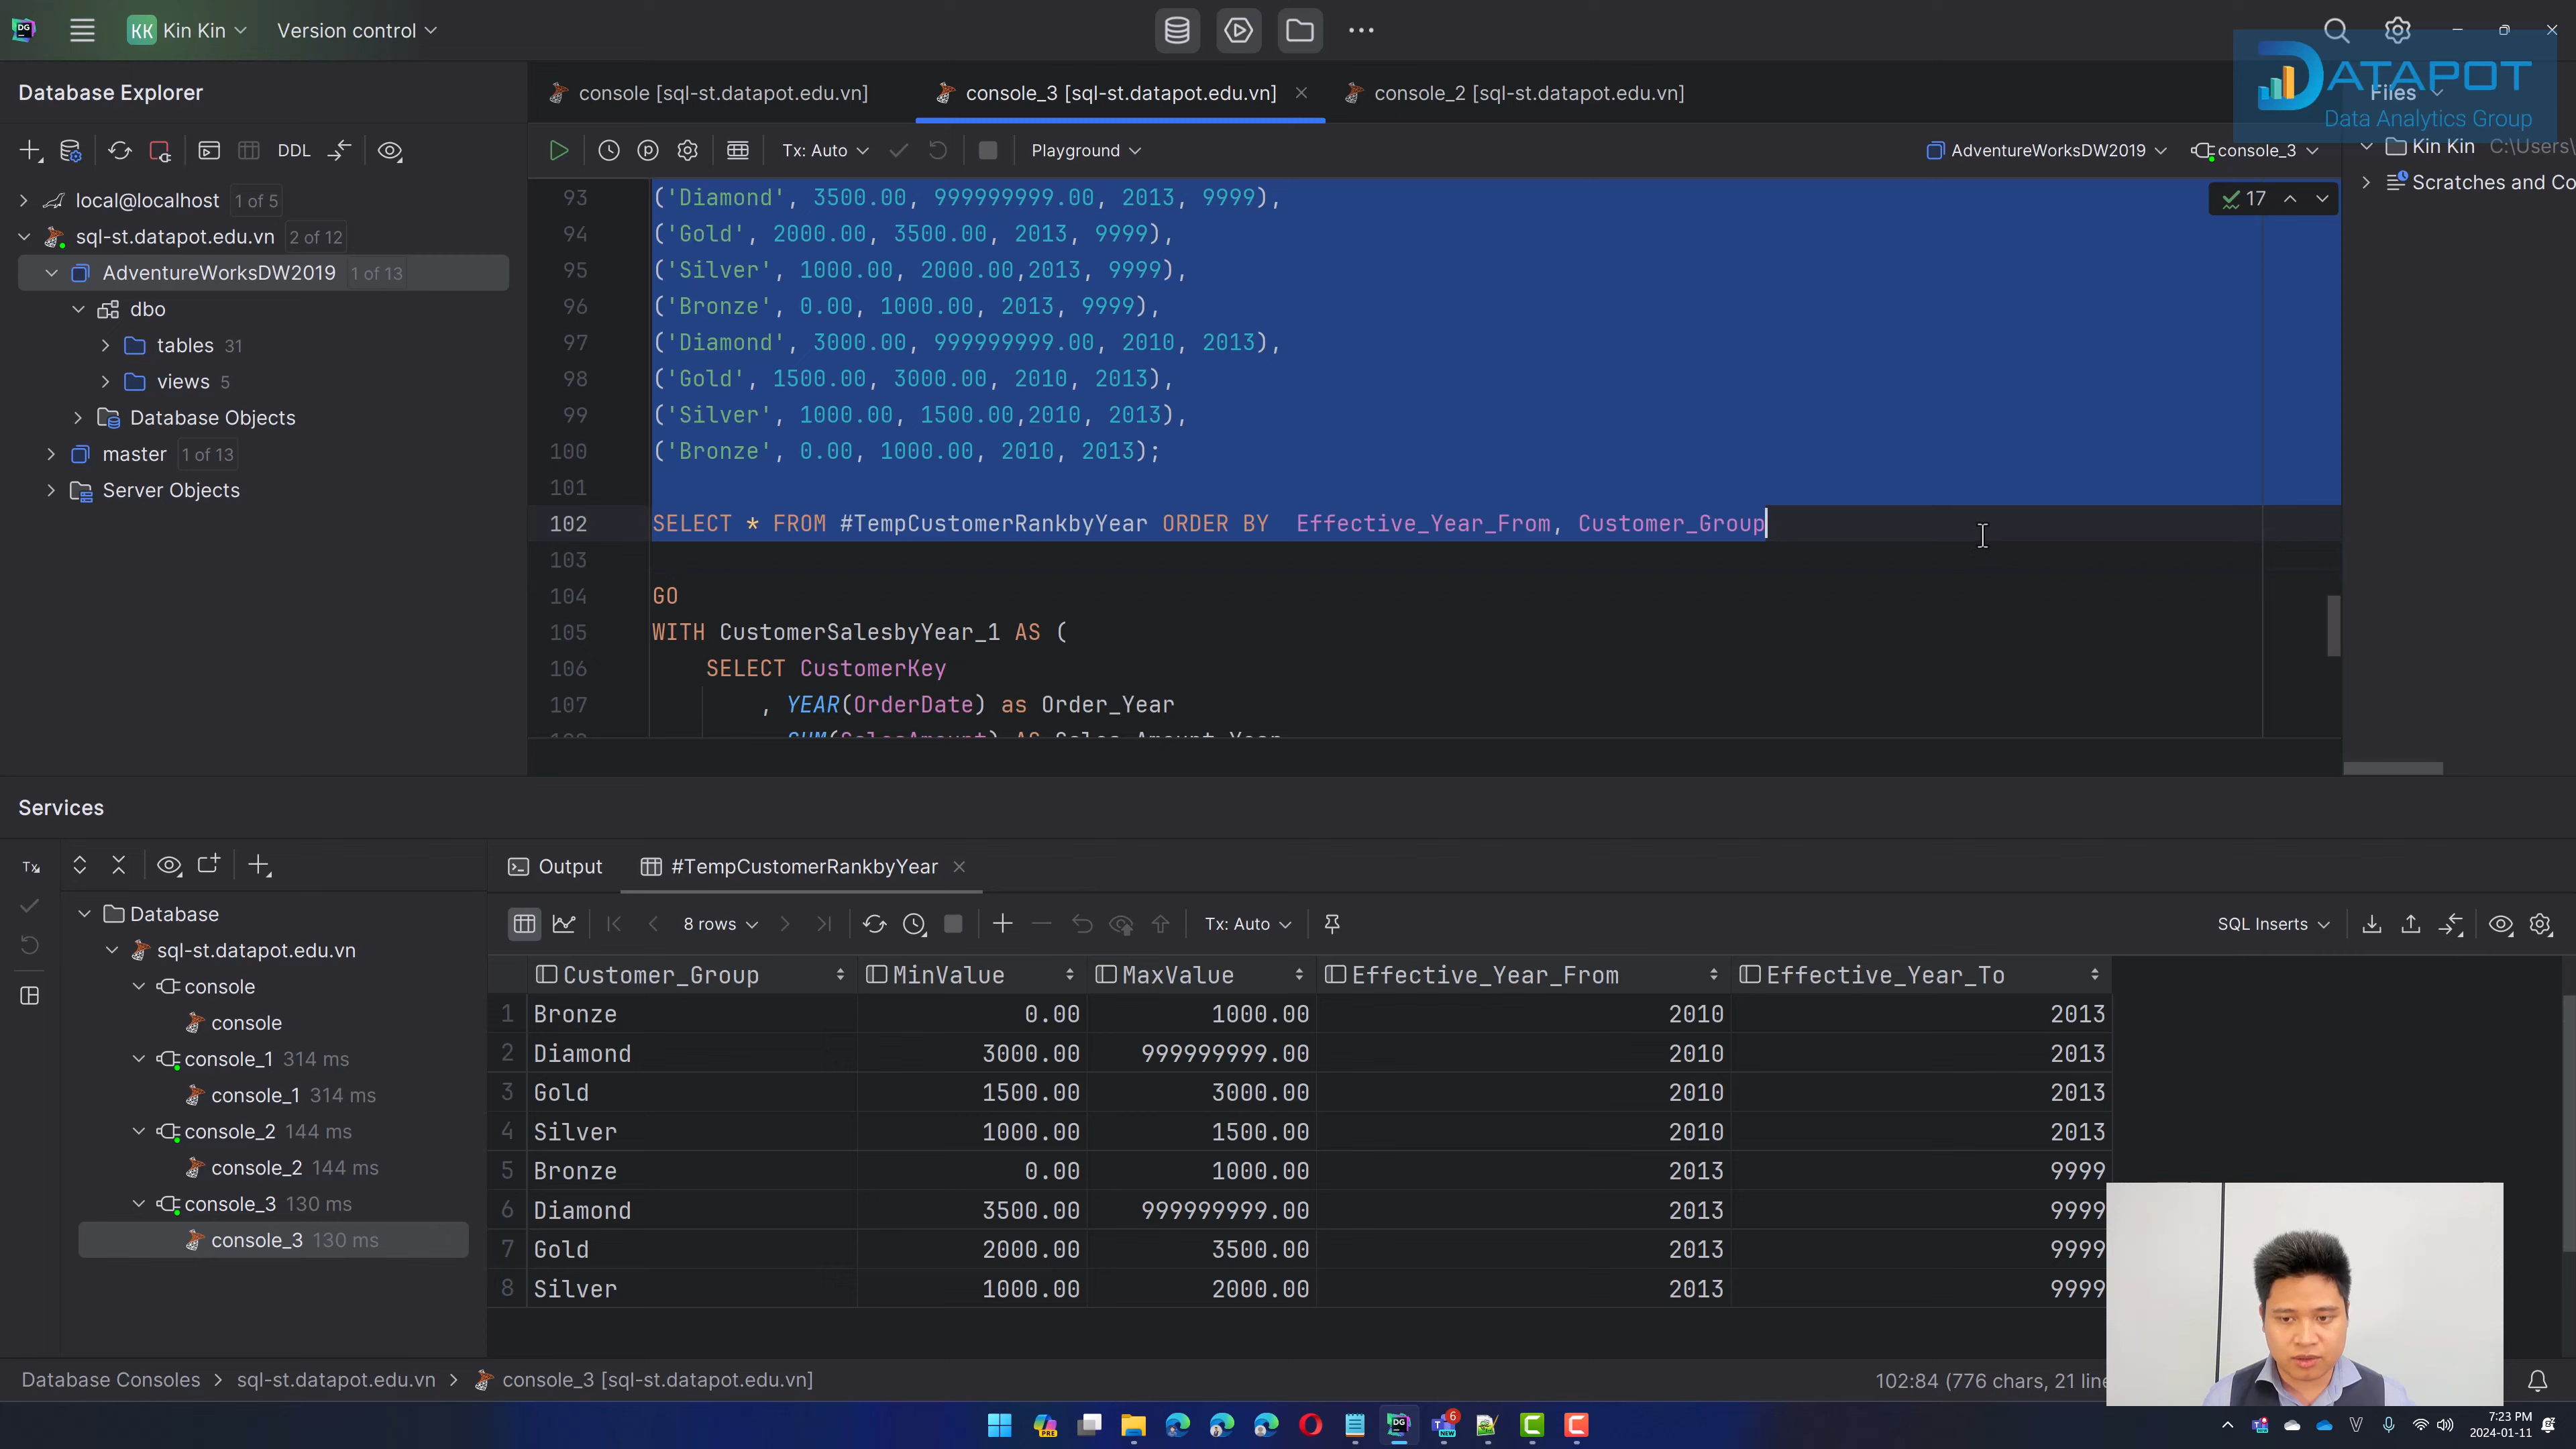 KK Kin Kin Version control
DATAPOT
Data Analytics Group
Database Explorer
console [sql-st.datapot.edu.vn] console_3 [sql-st.datapot.edu.vn] console_2 [sql-st.datapot.edu.vn]
Files
DDL
Tx: Auto Playground AdventureWorksDW2019 console_3
Kin Kin C:\Users\
Scratches and Co
local@localhost 1 of 5
sql-st.datapot.edu.vn 2 of 12
AdventureWorksDW2019 1 of 13
dbo
tables 31
views 5
Database Objects
master 1 of 13
Server Objects
17
93 ('Diamond', 3500.00, 999999999.00, 2013, 9999),
94 ('Gold', 2000.00, 3500.00, 2013, 9999),
95 ('Silver', 1000.00, 2000.00,2013, 9999),
96 ('Bronze', 0.00, 1000.00, 2013, 9999),
97 ('Diamond', 3000.00, 999999999.00, 2010, 2013),
98 ('Gold', 1500.00, 3000.00, 2010, 2013),
99 ('Silver', 1000.00, 1500.00,2010, 2013),
100 ('Bronze', 0.00, 1000.00, 2010, 2013);
101
102 SELECT * FROM #TempCustomerRankbyYear ORDER BY Effective_Year_From, Customer_Group
103
104 GO
105 WITH CustomerSalesbyYear_1 AS (
106 SELECT CustomerKey
107 , YEAR(OrderDate) as Order_Year
Services
Tx
Database
sql-st.datapot.edu.vn
console
console
console_1 314 ms
console_1 314 ms
console_2 144 ms
console_2 144 ms
console_3 130 ms
console_3 130 ms
Output #TempCustomerRankbyYear
8 rows Tx: Auto SQL Inserts
Customer_Group MinValue MaxValue Effective_Year_From Effective_Year_To
1 Bronze 0.00 1000.00 2010 2013
2 Diamond 3000.00 999999999.00 2010 2013
3 Gold 1500.00 3000.00 2010 2013
4 Silver 1000.00 1500.00 2010 2013
5 Bronze 0.00 1000.00 2013 9999
6 Diamond 3500.00 999999999.00 2013 9999
7 Gold 2000.00 3500.00 2013 9999
8 Silver 1000.00 2000.00 2013 9999
Database Consoles > sql-st.datapot.edu.vn > console_3 [sql-st.datapot.edu.vn]
102:84 (776 chars, 21 line
PRE
DG
6
NEW
V
7:23 PM
2024-01-11